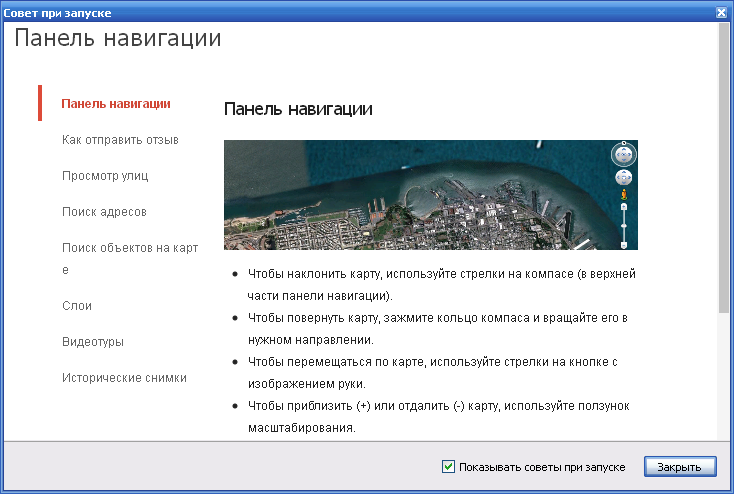 Совет при запуске
Панель навигации
Панель навигации
Как отправить отзыв
Просмотр улиц
Поиск адресов
Поиск объектов на карт
е
Слои
Видеотуры
Исторические снимки
Панель навигации
Чтобы наклонить карту, используйте стрелки на компасе (в верхней
части панели навигации).
Чтобы повернуть карту, зажмите кольцо компаса и вращайте его в
нужном направлении.
Чтобы перемещаться по карте, используйте стрелки на кнопке с
изображением руки.
Чтобы приблизить (+) или отдалить (-) карту, используйте ползунок
масштабирования.
Показывать советы при запуске
Закрыть